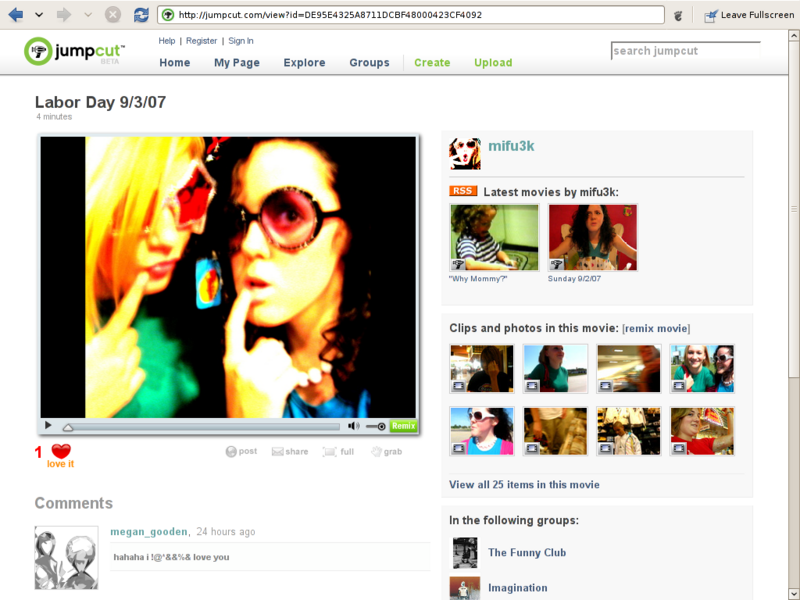 http://jumpcut.com/view?id=DE95E4325A8711DCBF48000423CF4092
Leave Fullscreen
jumpcut™
BETA
Help | Register | Sign In
Home My Page Explore Groups Create Upload
search jumpcut
Labor Day 9/3/07
4 minutes
mifu3k
RSS Latest movies by mifu3k:
"Why Mommy?" Sunday 9/2/07
Clips and photos in this movie: [remix movie]
Remix
1 love it
post share full grab
View all 25 items in this movie
Comments
megan_gooden, 24 hours ago
hahaha i !@*&&%& love you
In the following groups:
The Funny Club
Imagination